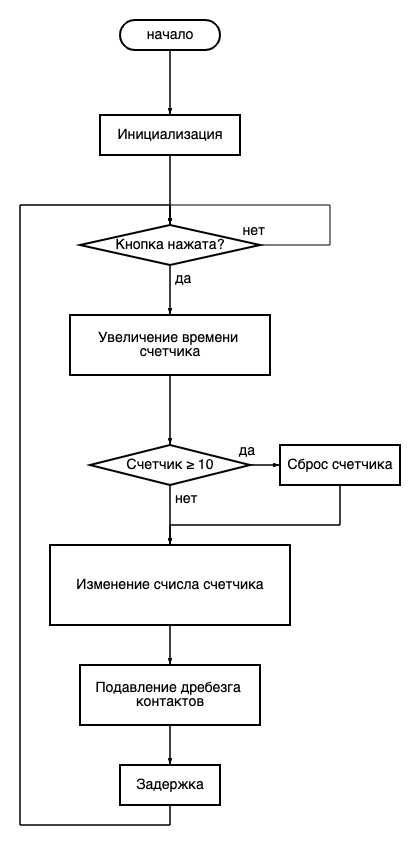 начало
Инициализация
нет
Кнопка нажата?
да
Увеличение времени
счетчика
да
Счетчик ≥ 10
Сброс счетчика
нет
Изменение счисла счетчика
Подавление дребезга
контактов
Задержка